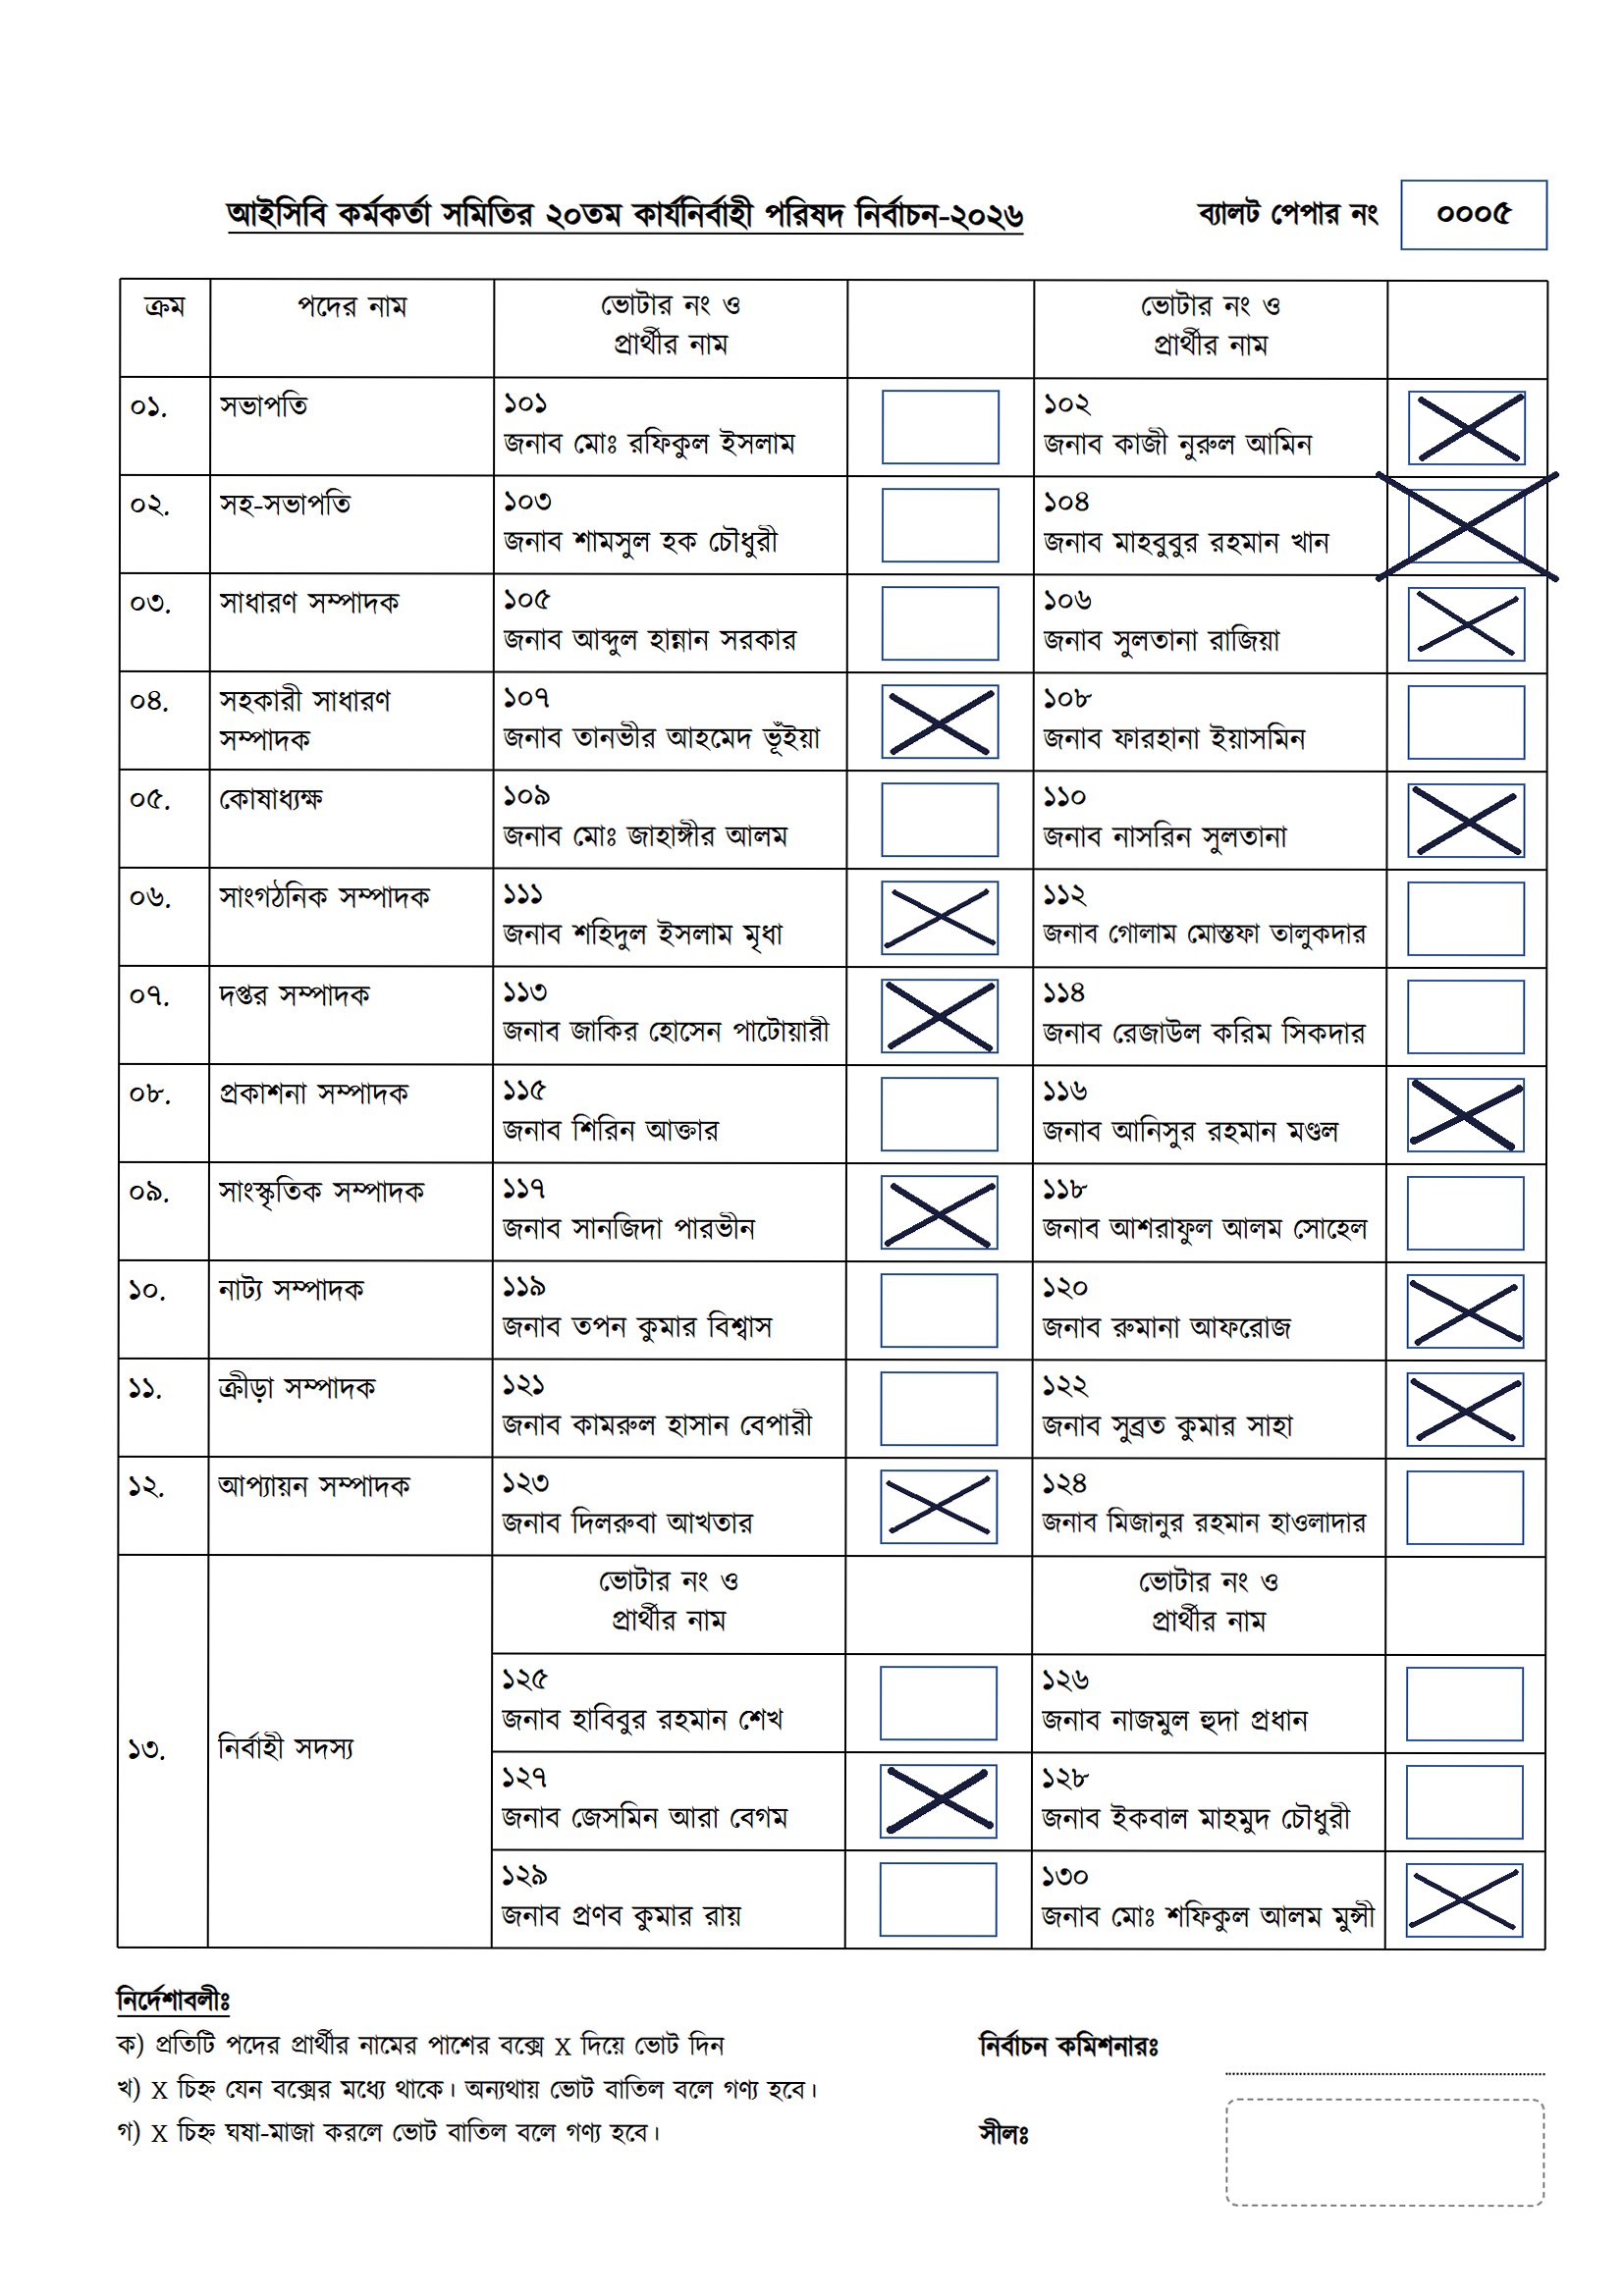 আইসিবি কর্মকর্তা সমিতির ২০তম কার্যনির্বাহী পরিষদ নির্বাচন-২০২৬ ব্যালট পেপার নং ০০০৫
ক্রম পদের নাম ভোটার নং ও ভোটার নং ও
প্রার্থীর নাম প্রার্থীর নাম
০১. সভাপতি ১০১ ১০২
জনাব মোঃ রফিকুল ইসলাম জনাব কাজী নুরুল আমিন
০২. সহ-সভাপতি ১০৩ ১০৪
জনাব শামসুল হক চৌধুরী জনাব মাহবুবুর রহমান খান
০৩. সাধারণ সম্পাদক ১০৫ ১০৬
জনাব আব্দুল হান্নান সরকার জনাব সুলতানা রাজিয়া
০৪. সহকারী সাধারণ ১০৭ ১০৮
সম্পাদক জনাব তানভীর আহমেদ ভূঁইয়া জনাব ফারহানা ইয়াসমিন
০৫. কোষাধ্যক্ষ ১০৯ ১১০
জনাব মোঃ জাহাঙ্গীর আলম জনাব নাসরিন সুলতানা
০৬. সাংগঠনিক সম্পাদক ১১১ ১১২
জনাব শহিদুল ইসলাম মৃধা জনাব গোলাম মোস্তফা তালুকদার
০৭. দপ্তর সম্পাদক ১১৩ ১১৪
জনাব জাকির হোসেন পাটোয়ারী জনাব রেজাউল করিম সিকদার
০৮. প্রকাশনা সম্পাদক ১১৫ ১১৬
জনাব শিরিন আক্তার জনাব আনিসুর রহমান মণ্ডল
০৯. সাংস্কৃতিক সম্পাদক ১১৭ ১১৮
জনাব সানজিদা পারভীন জনাব আশরাফুল আলম সোহেল
১০. নাট্য সম্পাদক ১১৯ ১২০
জনাব তপন কুমার বিশ্বাস জনাব রুমানা আফরোজ
১১. ক্রীড়া সম্পাদক ১২১ ১২২
জনাব কামরুল হাসান বেপারী জনাব সুব্রত কুমার সাহা
১২. আপ্যায়ন সম্পাদক ১২৩ ১২৪
জনাব দিলরুবা আখতার জনাব মিজানুর রহমান হাওলাদার
ভোটার নং ও ভোটার নং ও
প্রার্থীর নাম প্রার্থীর নাম
১২৫ ১২৬
জনাব হাবিবুর রহমান শেখ জনাব নাজমুল হুদা প্রধান
১৩. নির্বাহী সদস্য
১২৭ ১২৮
জনাব জেসমিন আরা বেগম জনাব ইকবাল মাহমুদ চৌধুরী
১২৯ ১৩০
জনাব প্রণব কুমার রায় জনাব মোঃ শফিকুল আলম মুন্সী
নির্দেশাবলীঃ
ক) প্রতিটি পদের প্রার্থীর নামের পাশের বক্সে x দিয়ে ভোট দিন নির্বাচন কমিশনারঃ
খ) x চিহ্ন যেন বক্সের মধ্যে থাকে। অন্যথায় ভোট বাতিল বলে গণ্য হবে।
গ) x চিহ্ন ঘষা-মাজা করলে ভোট বাতিল বলে গণ্য হবে। সীলঃ